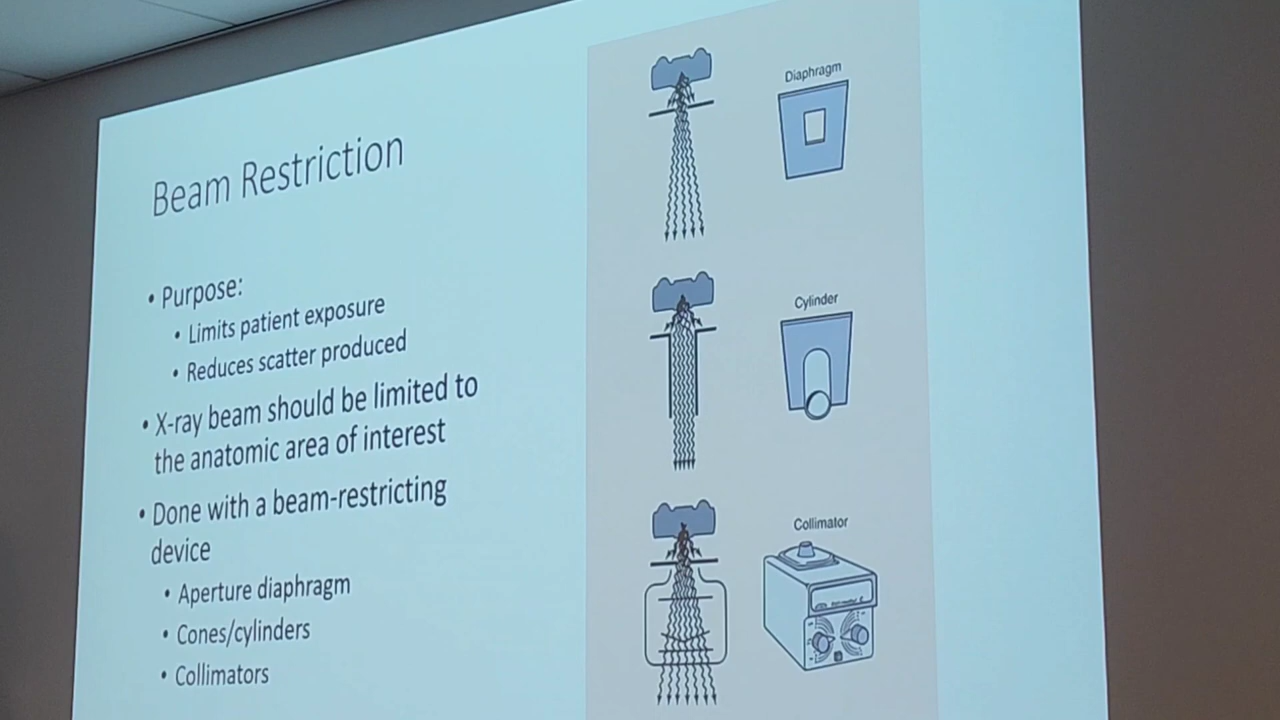 Beam Restriction
• Purpose:
• Limits patient exposure
• Reduces scatter produced
• X-ray beam should be limited to
the anatomic area of interest
• Done with a beam-restricting
device
• Aperture diaphragm
• Cones/cylinders
• Collimators
Diaphragm
Cylinder
Collimator